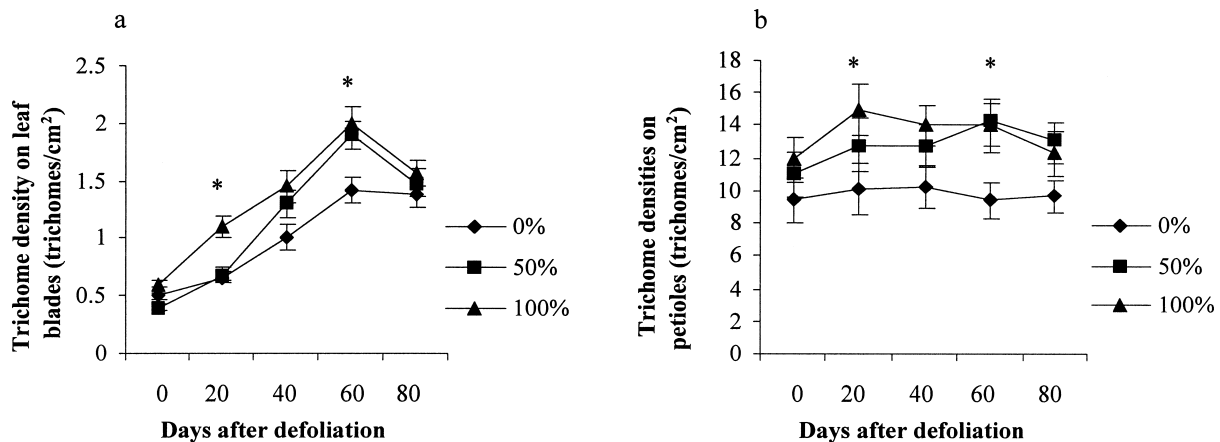 a
Trichome density on leaf
blades (trichomes/cm²)
2.5
2
1.5
1
0.5
0
*
*
0 20 40 60 80
Days after defoliation
0%
50%
100%
b
Trichome densities on
petioles (trichomes/cm²)
18
16
14
12
10
8
6
4
2
0
*
*
0 20 40 60 80
Days after defoliation
0%
50%
100%